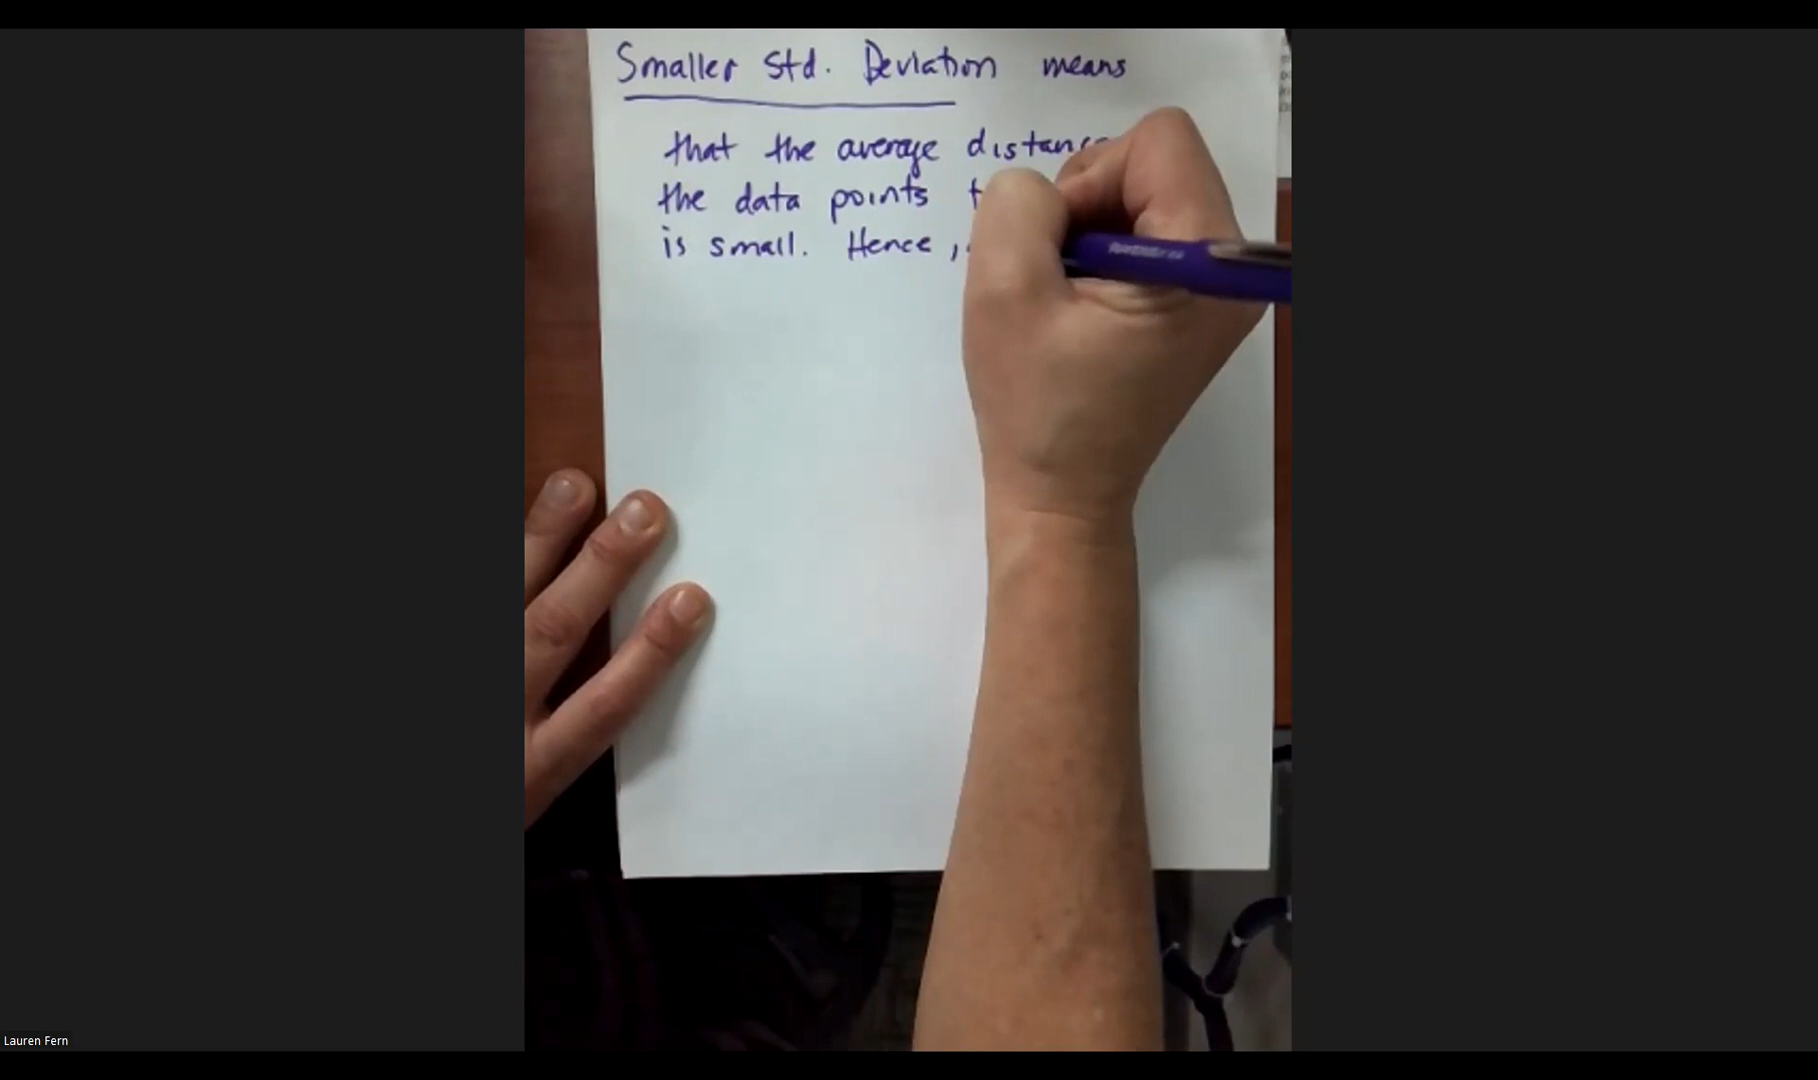 Smaller Std. Deviation means
that the average distance
the data points
is small. Hence,
Lauren Fern